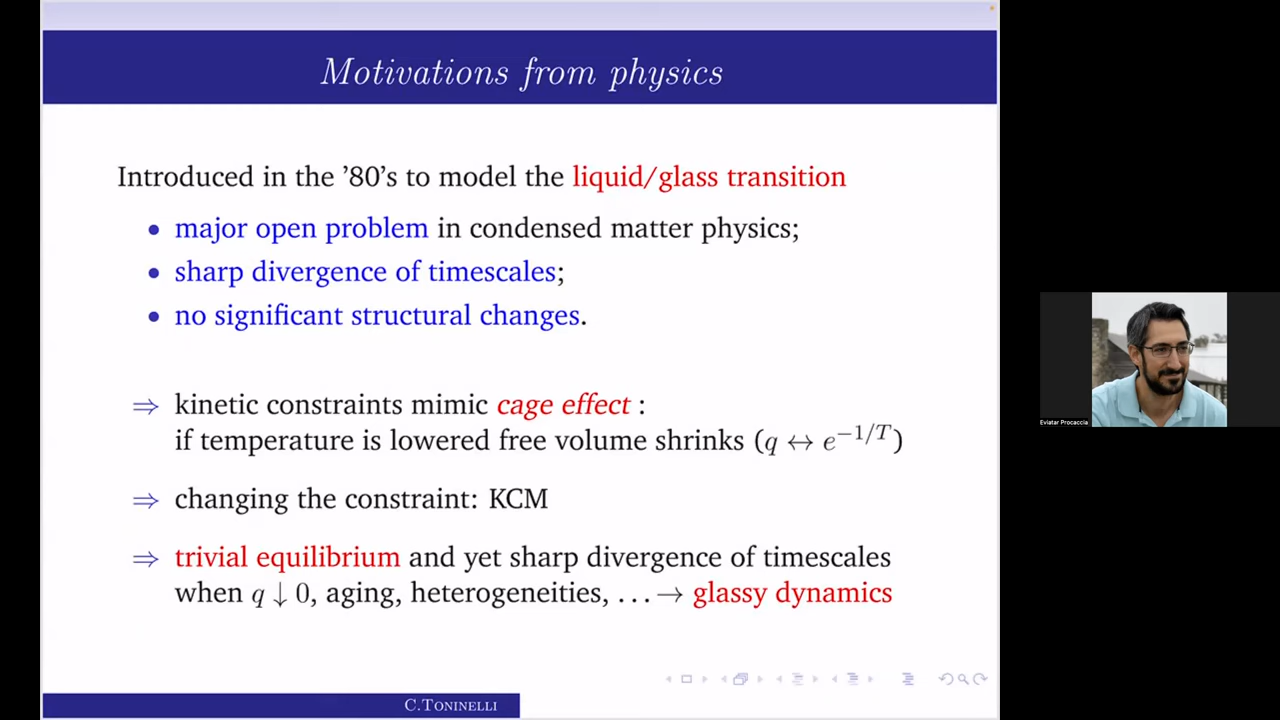 Motivations from physics
Introduced in the '80's to model the liquid/glass transition
• major open problem in condensed matter physics;
• sharp divergence of timescales;
• no significant structural changes.
⇒ kinetic constraints mimic cage effect :
if temperature is lowered free volume shrinks (q ↔ e^{−1/T})
⇒ changing the constraint: KCM
⇒ trivial equilibrium and yet sharp divergence of timescales
when q ↓ 0, aging, heterogeneities, ... → glassy dynamics
Eviatar Procaccia
C.Toninelli